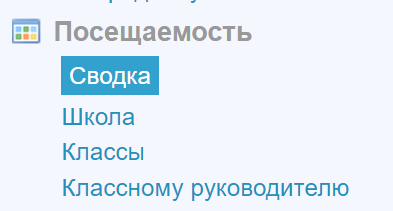 Посещаемость
Сводка
Школа
Классы
Классному руководителю